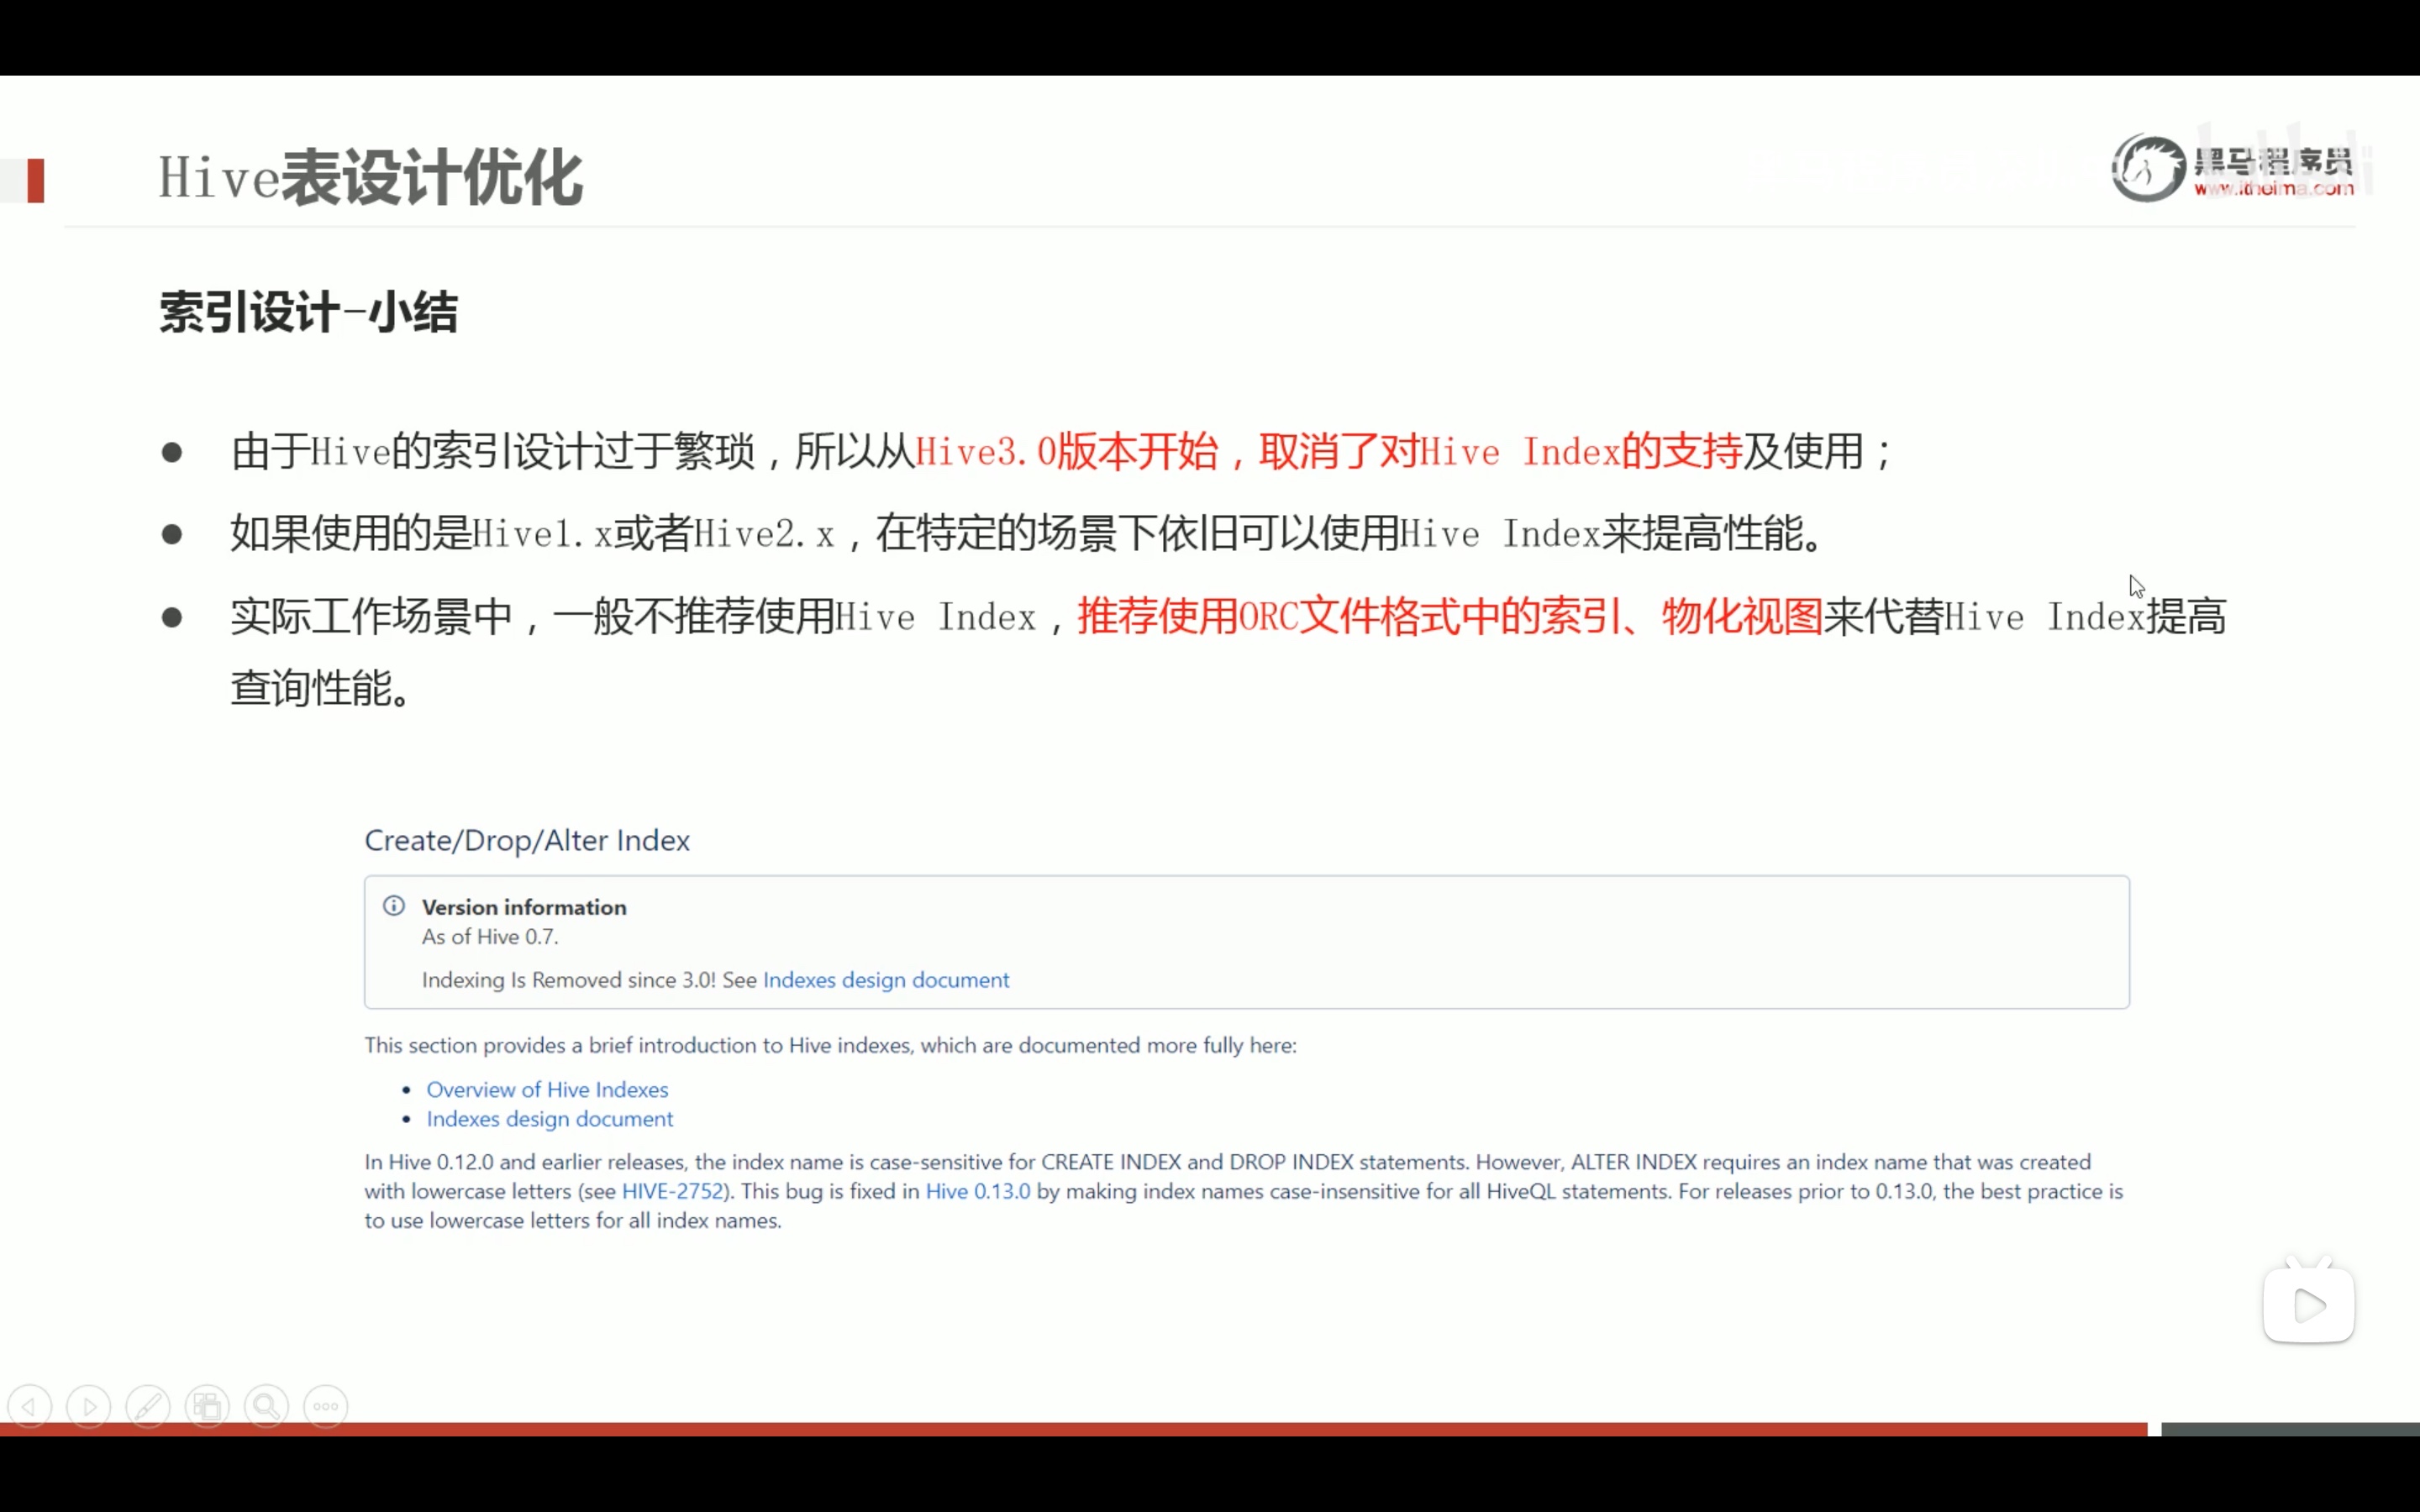 Hive表设计优化
黑马程序员
www.itheima.com
索引设计-小结
由于Hive的索引设计过于繁琐，所以从Hive3.0版本开始，取消了对Hive Index的支持及使用；
如果使用的是Hive1.x或者Hive2.x，在特定的场景下依旧可以使用Hive Index来提高性能。
实际工作场景中，一般不推荐使用Hive Index，推荐使用ORC文件格式中的索引、物化视图来代替Hive Index提高
查询性能。
Create/Drop/Alter Index
Version information
As of Hive 0.7.
Indexing Is Removed since 3.0! See Indexes design document
This section provides a brief introduction to Hive indexes, which are documented more fully here:
Overview of Hive Indexes
Indexes design document
In Hive 0.12.0 and earlier releases, the index name is case-sensitive for CREATE INDEX and DROP INDEX statements. However, ALTER INDEX requires an index name that was created
with lowercase letters (see HIVE-2752). This bug is fixed in Hive 0.13.0 by making index names case-insensitive for all HiveQL statements. For releases prior to 0.13.0, the best practice is
to use lowercase letters for all index names.